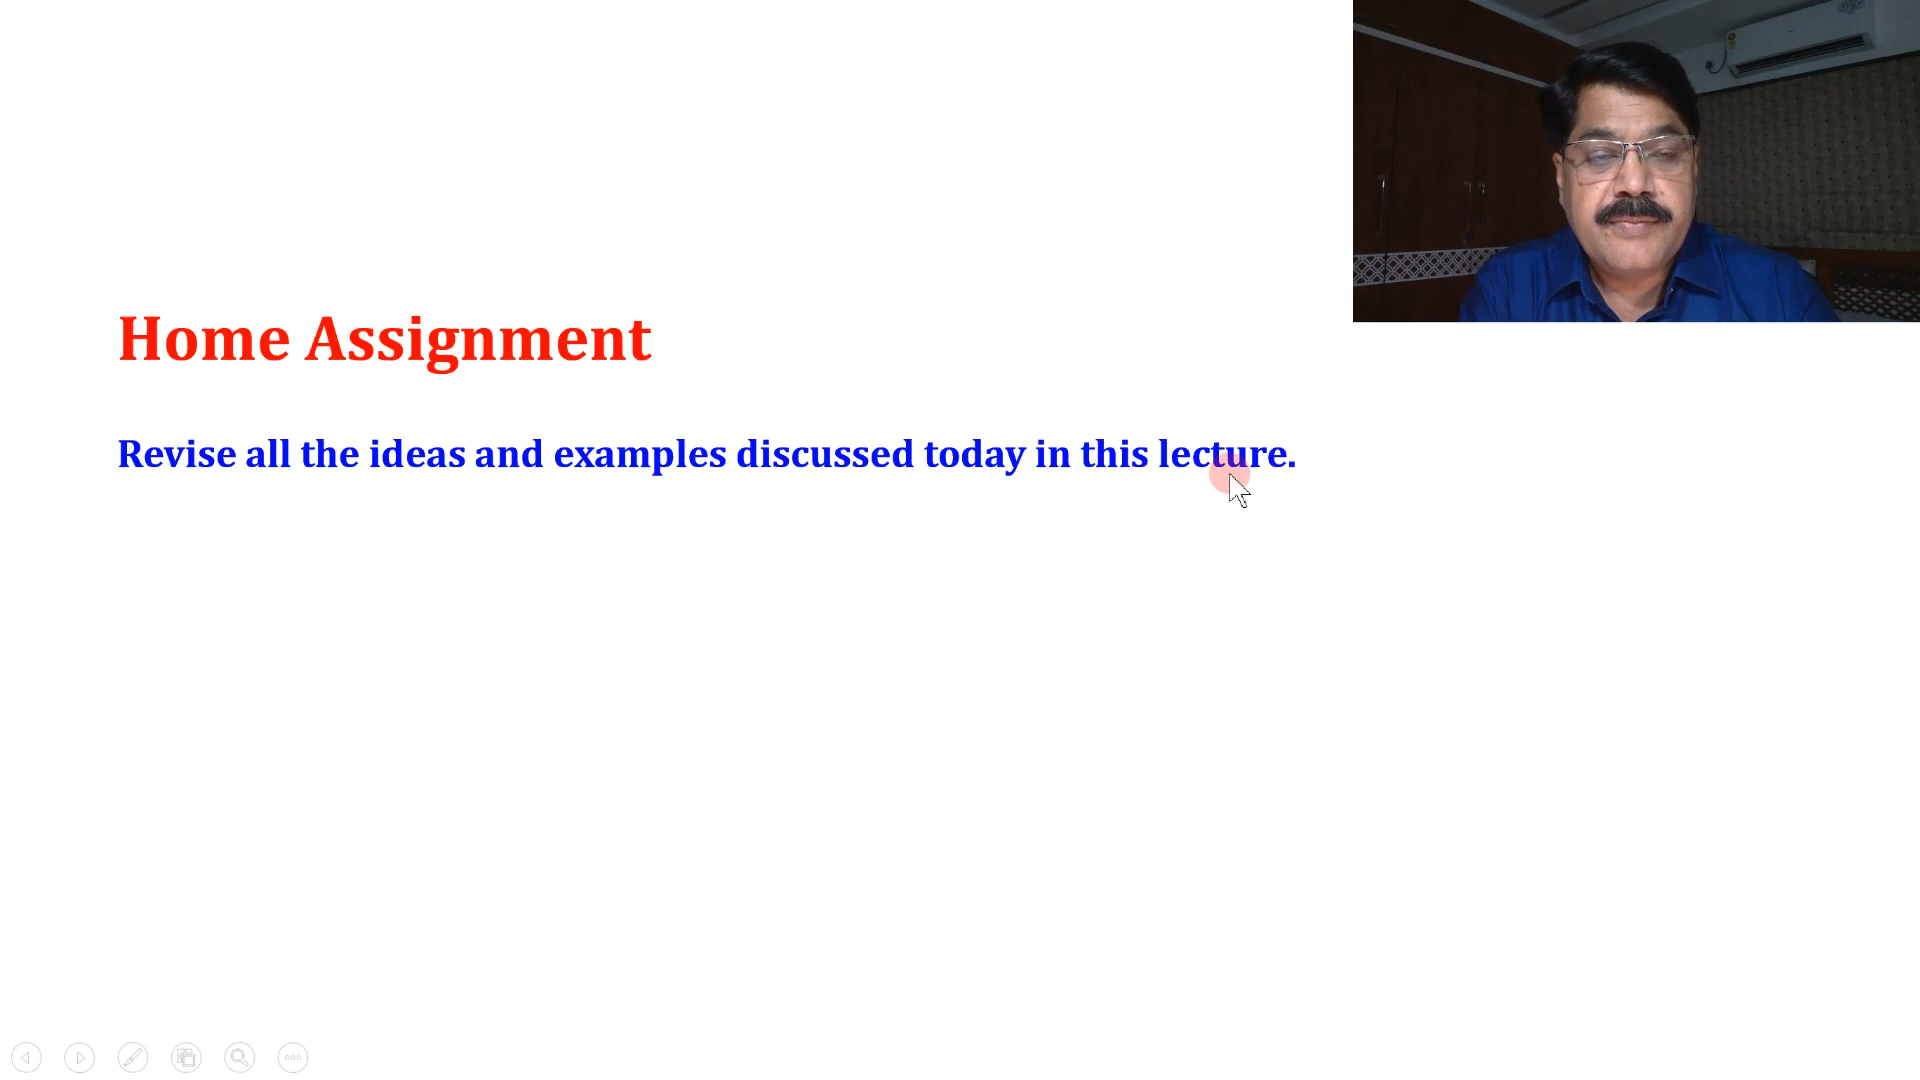 Home Assignment
Revise all the ideas and examples discussed today in this lecture.